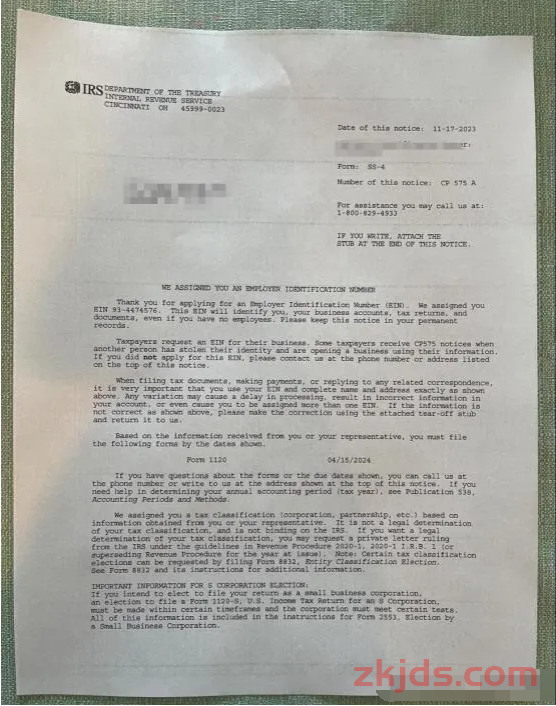 IRS DEPARTMENT OF THE TREASURY
INTERNAL REVENUE SERVICE
CINCINNATI OH 45999-0023
Date of this notice: 11-17-2023
Form: SS-4
Number of this notice: CP 575 A
For assistance you may call us at:
1-800-829-4933
IF YOU WRITE, ATTACH THE
STUB AT THE END OF THIS NOTICE.
WE ASSIGNED YOU AN EMPLOYER IDENTIFICATION NUMBER
Thank you for applying for an Employer Identification Number (EIN). We assigned you
EIN 93-4474576. This EIN will identify you, your business accounts, tax returns, and
documents, even if you have no employees. Please keep this notice in your permanent
records.
Taxpayers request an EIN for their business. Some taxpayers receive CP575 notices when
another person has stolen their identity and are opening a business using their information.
If you did not apply for this EIN, please contact us at the phone number or address listed
on the top of this notice.
When filing tax documents, making payments, or replying to any related correspondence,
it is very important that you use your EIN and complete name and address exactly as shown
above. Any variation may cause a delay in processing, result in incorrect information in
your account, or even cause you to be assigned more than one EIN. If the information is
not correct as shown above, please make the correction using the attached tear-off stub
and return it to us.
Based on the information received from you or your representative, you must file
the following forms by the dates shown.
Form 1120 04/15/2024
If you have questions about the forms or the due dates shown, you can call us at
the phone number or write to us at the address shown at the top of this notice. If you
need help in determining your annual accounting period (tax year), see Publication 538,
Accounting Periods and Methods.
We assigned you a tax classification (corporation, partnership, etc.) based on
information obtained from you or your representative. It is not a legal determination
of your tax classification, and is not binding on the IRS. If you want a legal
determination of your tax classification, you may request a private letter ruling
from the IRS under the guidelines in Revenue Procedure 2020-1, 2020-1 I.R.B. 1 (or
superseding Revenue Procedure for the year at issue). Note: Certain tax classification
elections can be requested by filing Form 8832, Entity Classification Election.
See Form 8832 and its instructions for additional information.
IMPORTANT INFORMATION FOR S CORPORATION ELECTION:
If you intend to elect to file your return as a small business corporation,
an election to file a Form 1120-S, U.S. Income Tax Return for an S Corporation,
must be made within certain timeframes and the corporation must meet certain tests.
All of this information is included in the instructions for Form 2553, Election by
a Small Business Corporation.
zkjds.com